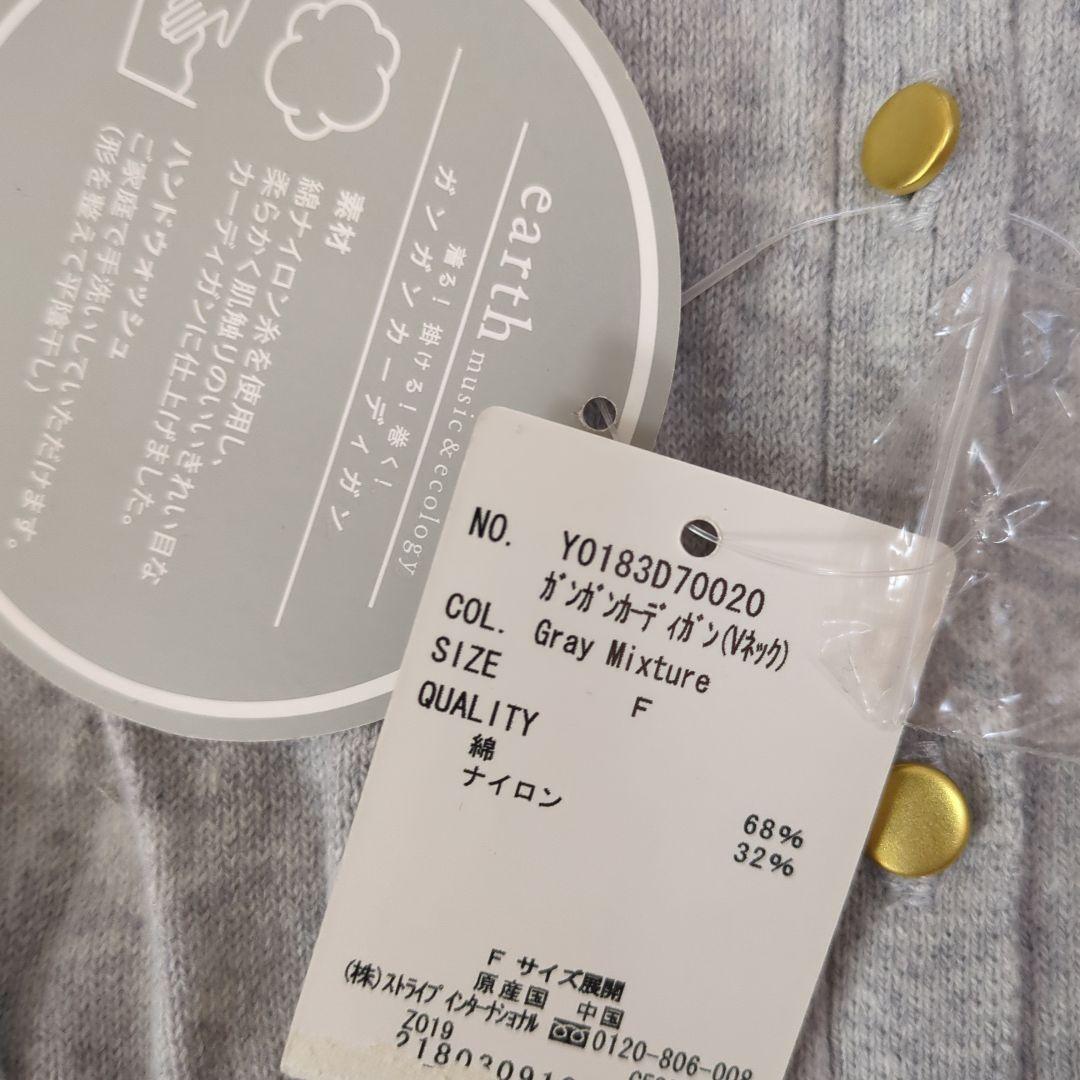 earth
music&ecology
着る！掛ける！巻く！
ガンガンカーディガン
素材
綿ナイロン糸を使用し、
柔らかく肌触りのいいきれい目な
カーディガンに仕上げました。
ハンドウォッシュ
ご家庭で手洗いしていただけます。
(形を整えて平陰干し)
NO. Y0183D70020
ｶﾞﾝｶﾞﾝｶｰﾃﾞｨｶﾞﾝ(Vﾈｯｸ)
COL. Gray Mixture
SIZE F
QUALITY
綿 68%
ナイロン 32%
F サイズ展開
原産国 中国
(株)ストライプ インターナショナル
Z019 0120-806-008